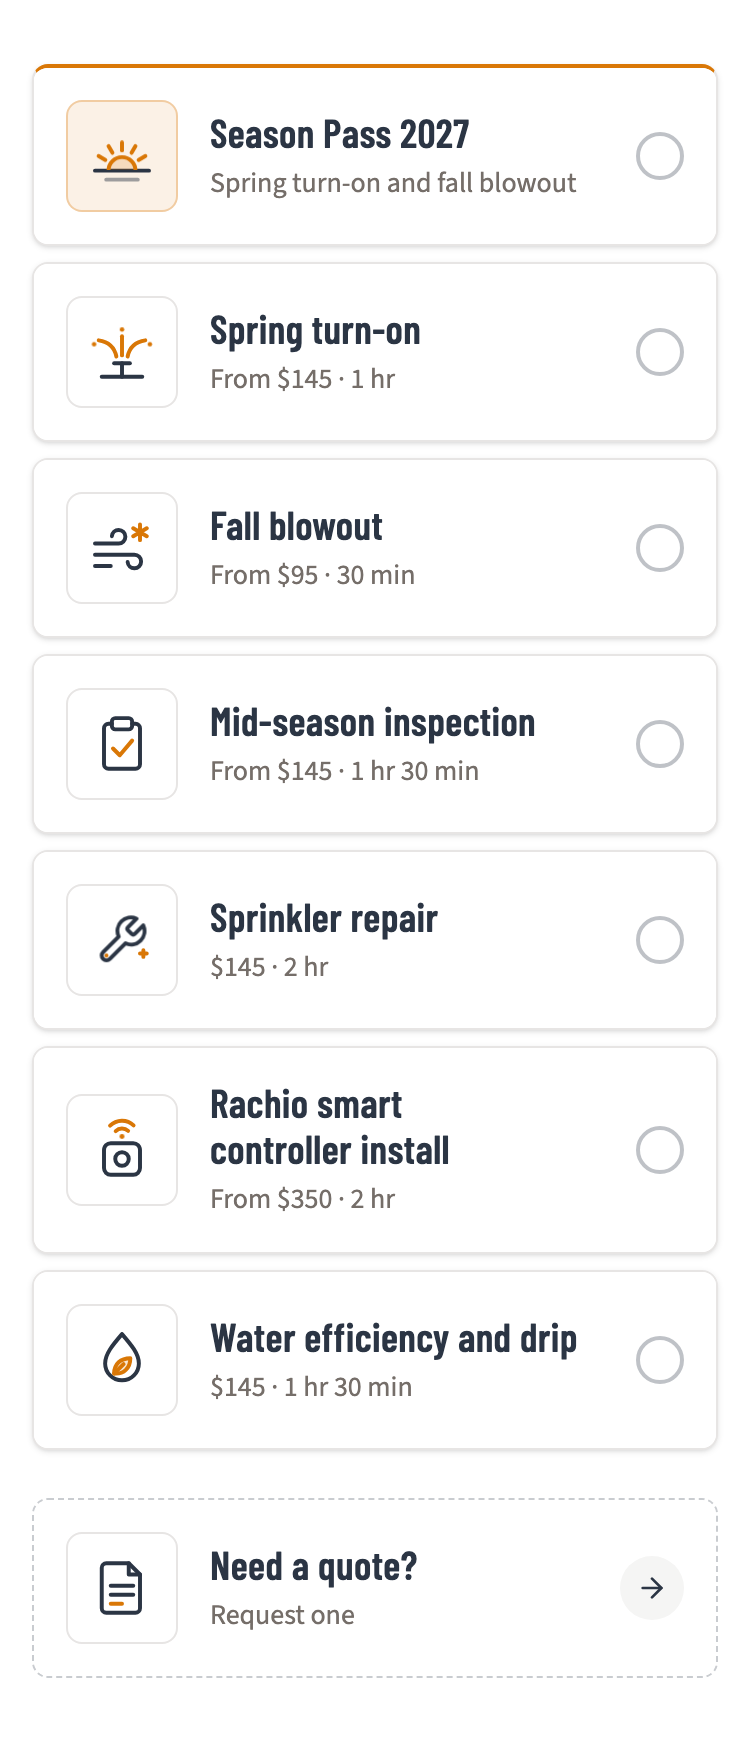 Season Pass 2027
Spring turn-on and fall blowout
Spring turn-on
From $145 · 1 hr
Fall blowout
From $95 · 30 min
Mid-season inspection
From $145 · 1 hr 30 min
Sprinkler repair
$145 · 2 hr
Rachio smart
controller install
From $350 · 2 hr
Water efficiency and drip
$145 · 1 hr 30 min
Need a quote?
Request one